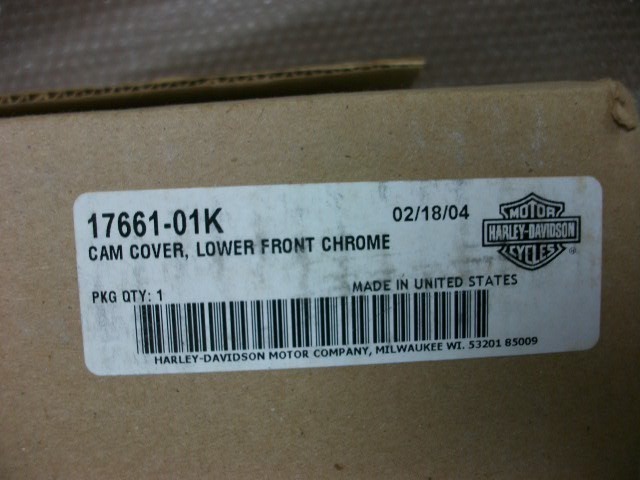 17661-01K
02/18/04
CAM COVER, LOWER FRONT CHROME
MOTOR
HARLEY-DAVIDSON
CYCLES
®
PKG QTY: 1
MADE IN UNITED STATES
HARLEY-DAVIDSON MOTOR COMPANY, MILWAUKEE WI. 53201 85009